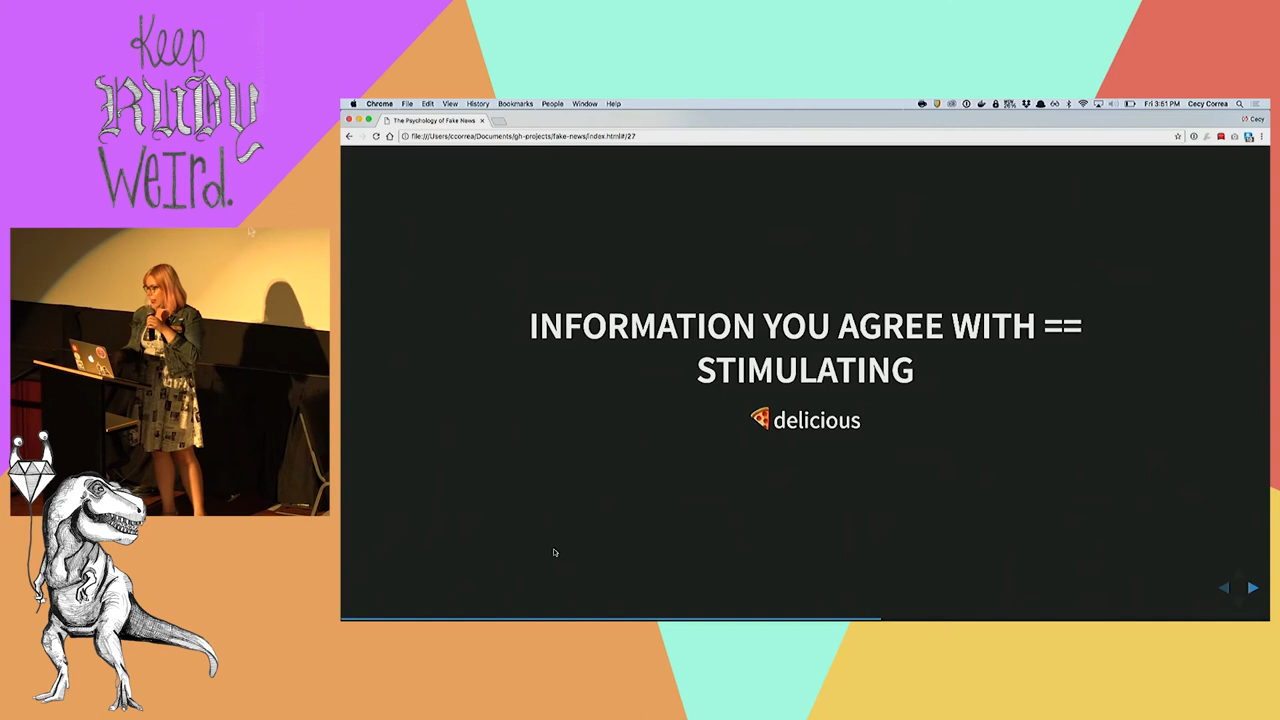 Keep
RUBY
WeIrd.
Chrome File Edit View History Bookmarks People Window Help
Fri 3:51 PM Cecy Correa
The Psychology of Fake News
Cecy
file:///Users/ccorrea/Documents/gh-projects/fake-news/index.html#/27
INFORMATION YOU AGREE WITH ==
STIMULATING
🍕 delicious